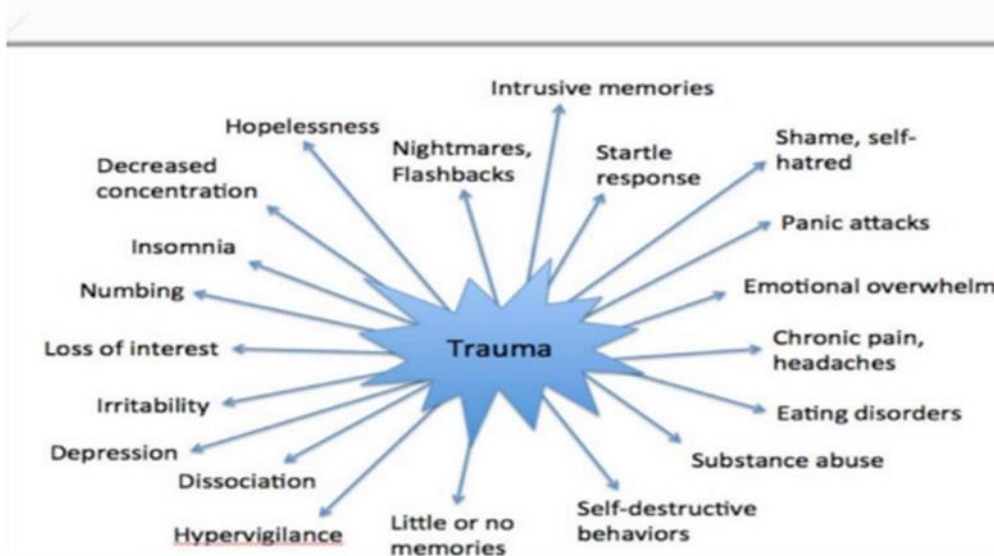 Intrusive memories
Hopelessness
Nightmares,
Flashbacks
Startle
response
Shame, self-
hatred
Decreased
concentration
Panic attacks
Insomnia
Numbing
Emotional overwhelm
Loss of interest
Trauma
Chronic pain,
headaches
Irritability
Eating disorders
Depression
Substance abuse
Dissociation
Hypervigilance
Little or no
memories
Self-destructive
behaviors